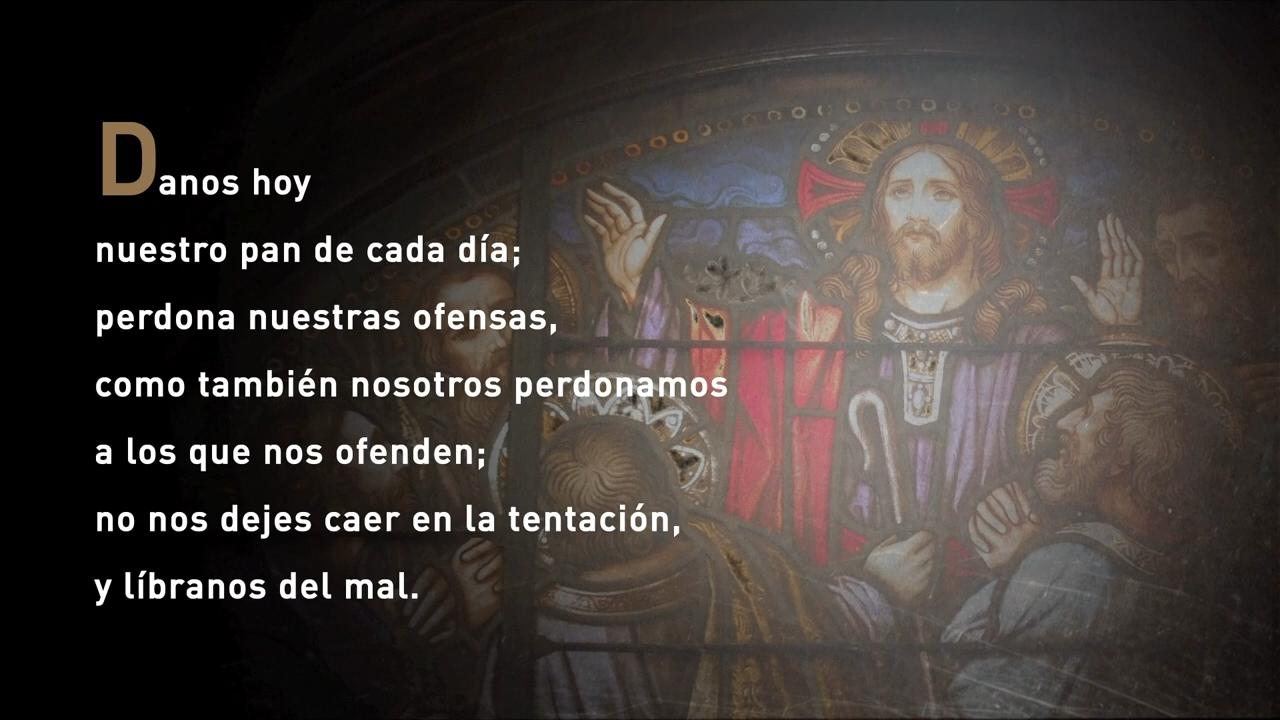 Danos hoy
nuestro pan de cada día;
perdona nuestras ofensas,
como también nosotros perdonamos
a los que nos ofenden;
no nos dejes caer en la tentación,
y líbranos del mal.